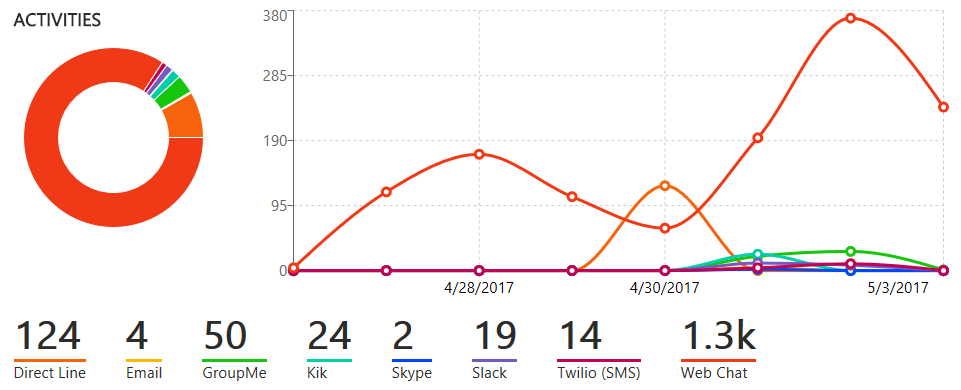 ACTIVITIES
380
285
190
95
0
4/28/2017 4/30/2017 5/3/2017
124 4 50 24 2 19 14 1.3k
Direct Line Email GroupMe Kik Skype Slack Twilio (SMS) Web Chat